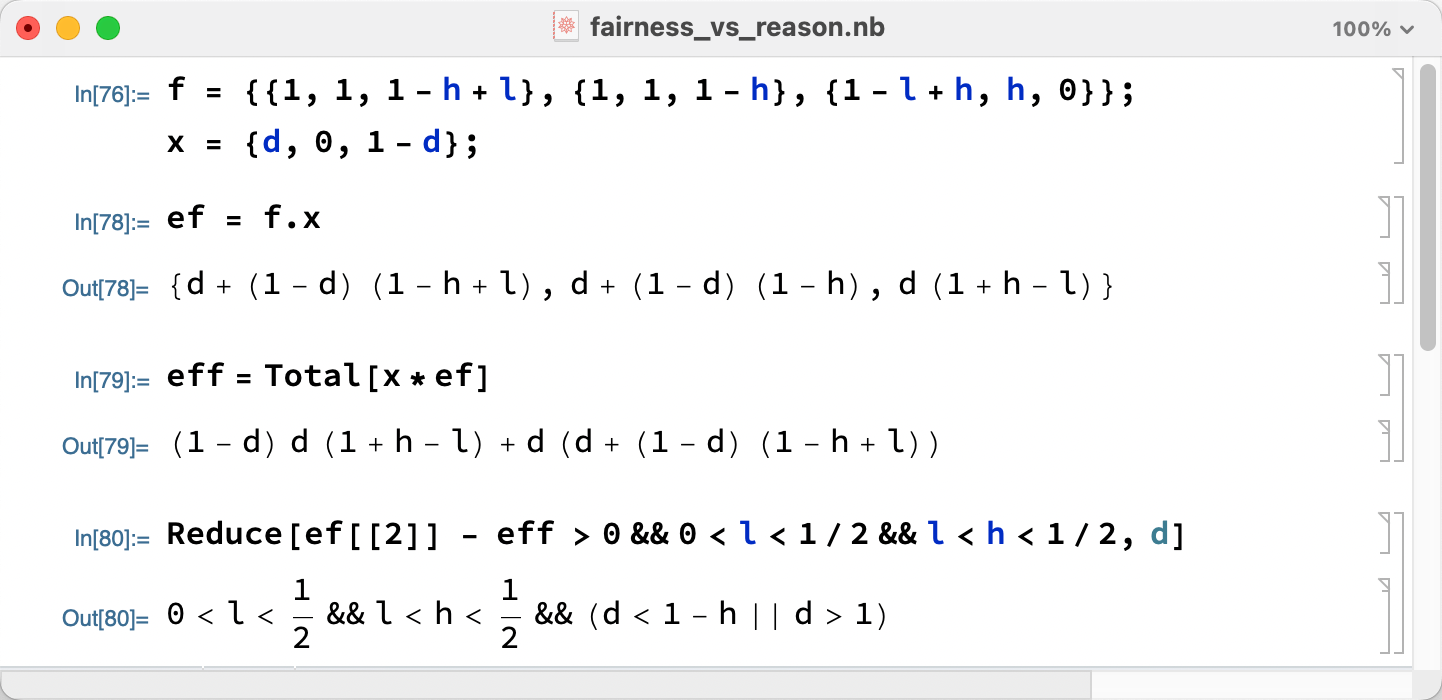 fairness_vs_reason.nb
100%
In[76]:= f = {{1, 1, 1 - h + l}, {1, 1, 1 - h}, {1 - l + h, h, 0}};
x = {d, 0, 1 - d};
In[78]:= ef = f.x
Out[78]= {d + (1 - d) (1 - h + l), d + (1 - d) (1 - h), d (1 + h - l)}
In[79]:= eff = Total[x * ef]
Out[79]= (1 - d) d (1 + h - l) + d (d + (1 - d) (1 - h + l))
In[80]:= Reduce[ef[[2]] - eff > 0 && 0 < l < 1 / 2 && l < h < 1 / 2, d]
Out[80]= 0 < l < 1/2 && l < h < 1/2 && (d < 1 - h || d > 1)